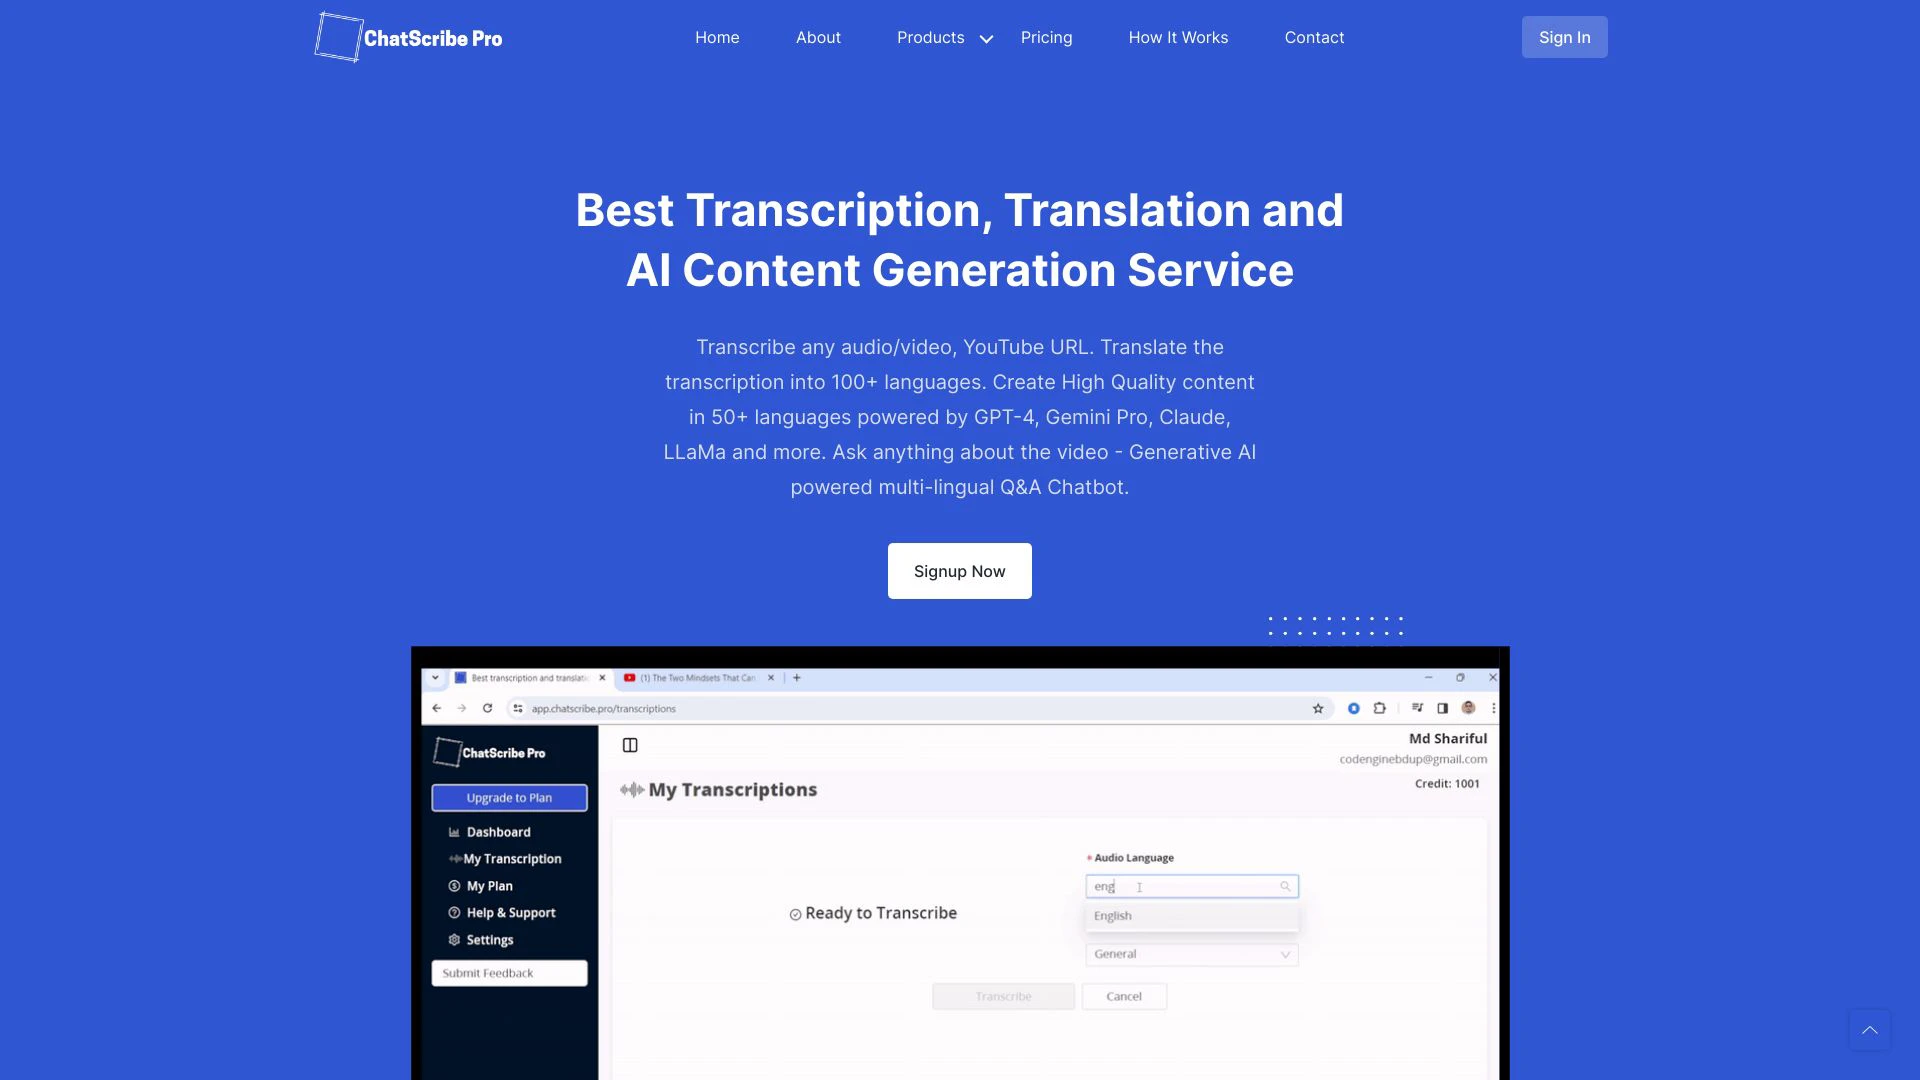 ChatScribe Pro
Home
About
Products
Pricing
How It Works
Contact
Sign In
Best Transcription, Translation and
AI Content Generation Service
Transcribe any audio/video, YouTube URL. Translate the
transcription into 100+ languages. Create High Quality content
in 50+ languages powered by GPT-4, Gemini Pro, Claude,
LLaMa and more. Ask anything about the video - Generative AI
powered multi-lingual Q&A Chatbot.
Signup Now
Best transcription and translati
(1) The Two Mindsets That Can
app.chatscribe.pro/transcriptions
ChatScribe Pro
Upgrade to Plan
Dashboard
My Transcription
My Plan
Help & Support
Settings
Submit Feedback
Md Shariful
codenginebdup@gmail.com
Credit: 1001
My Transcriptions
* Audio Language
eng
English
Ready to Transcribe
General
Transcribe
Cancel